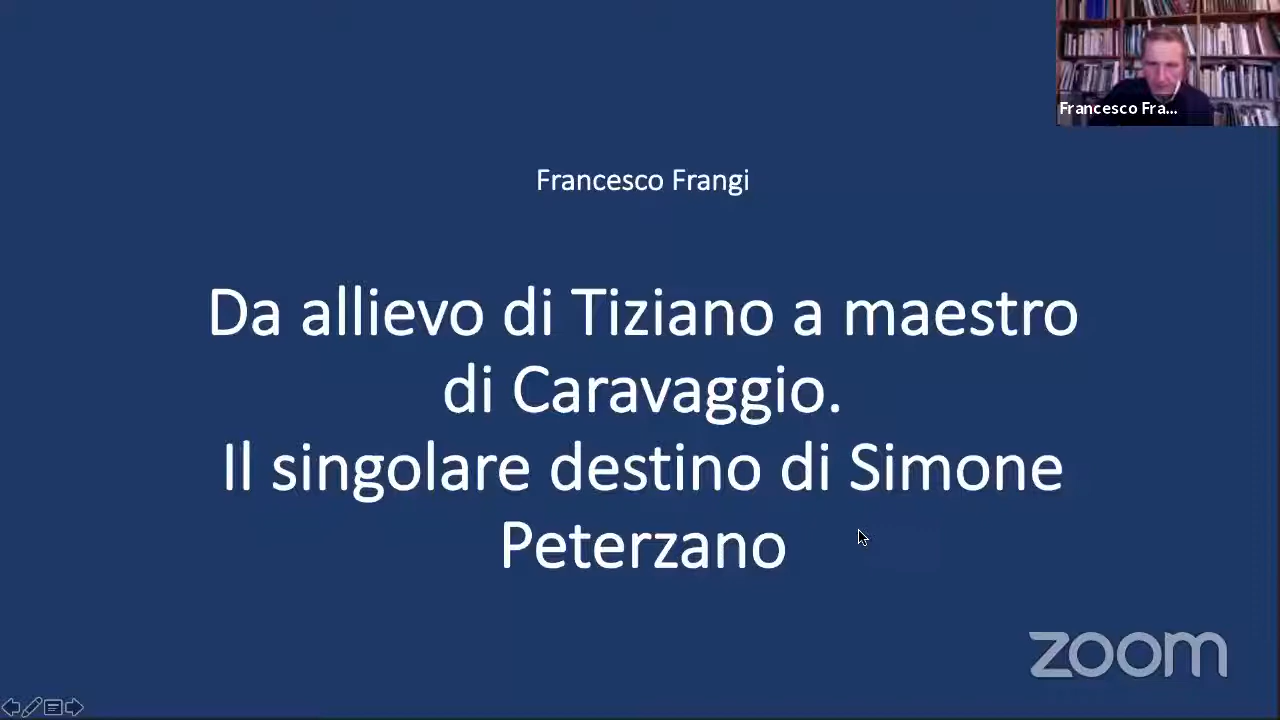 Francesco Fra...
Francesco Frangi
Da allievo di Tiziano a maestro
di Caravaggio.
Il singolare destino di Simone
Peterzano
zoom